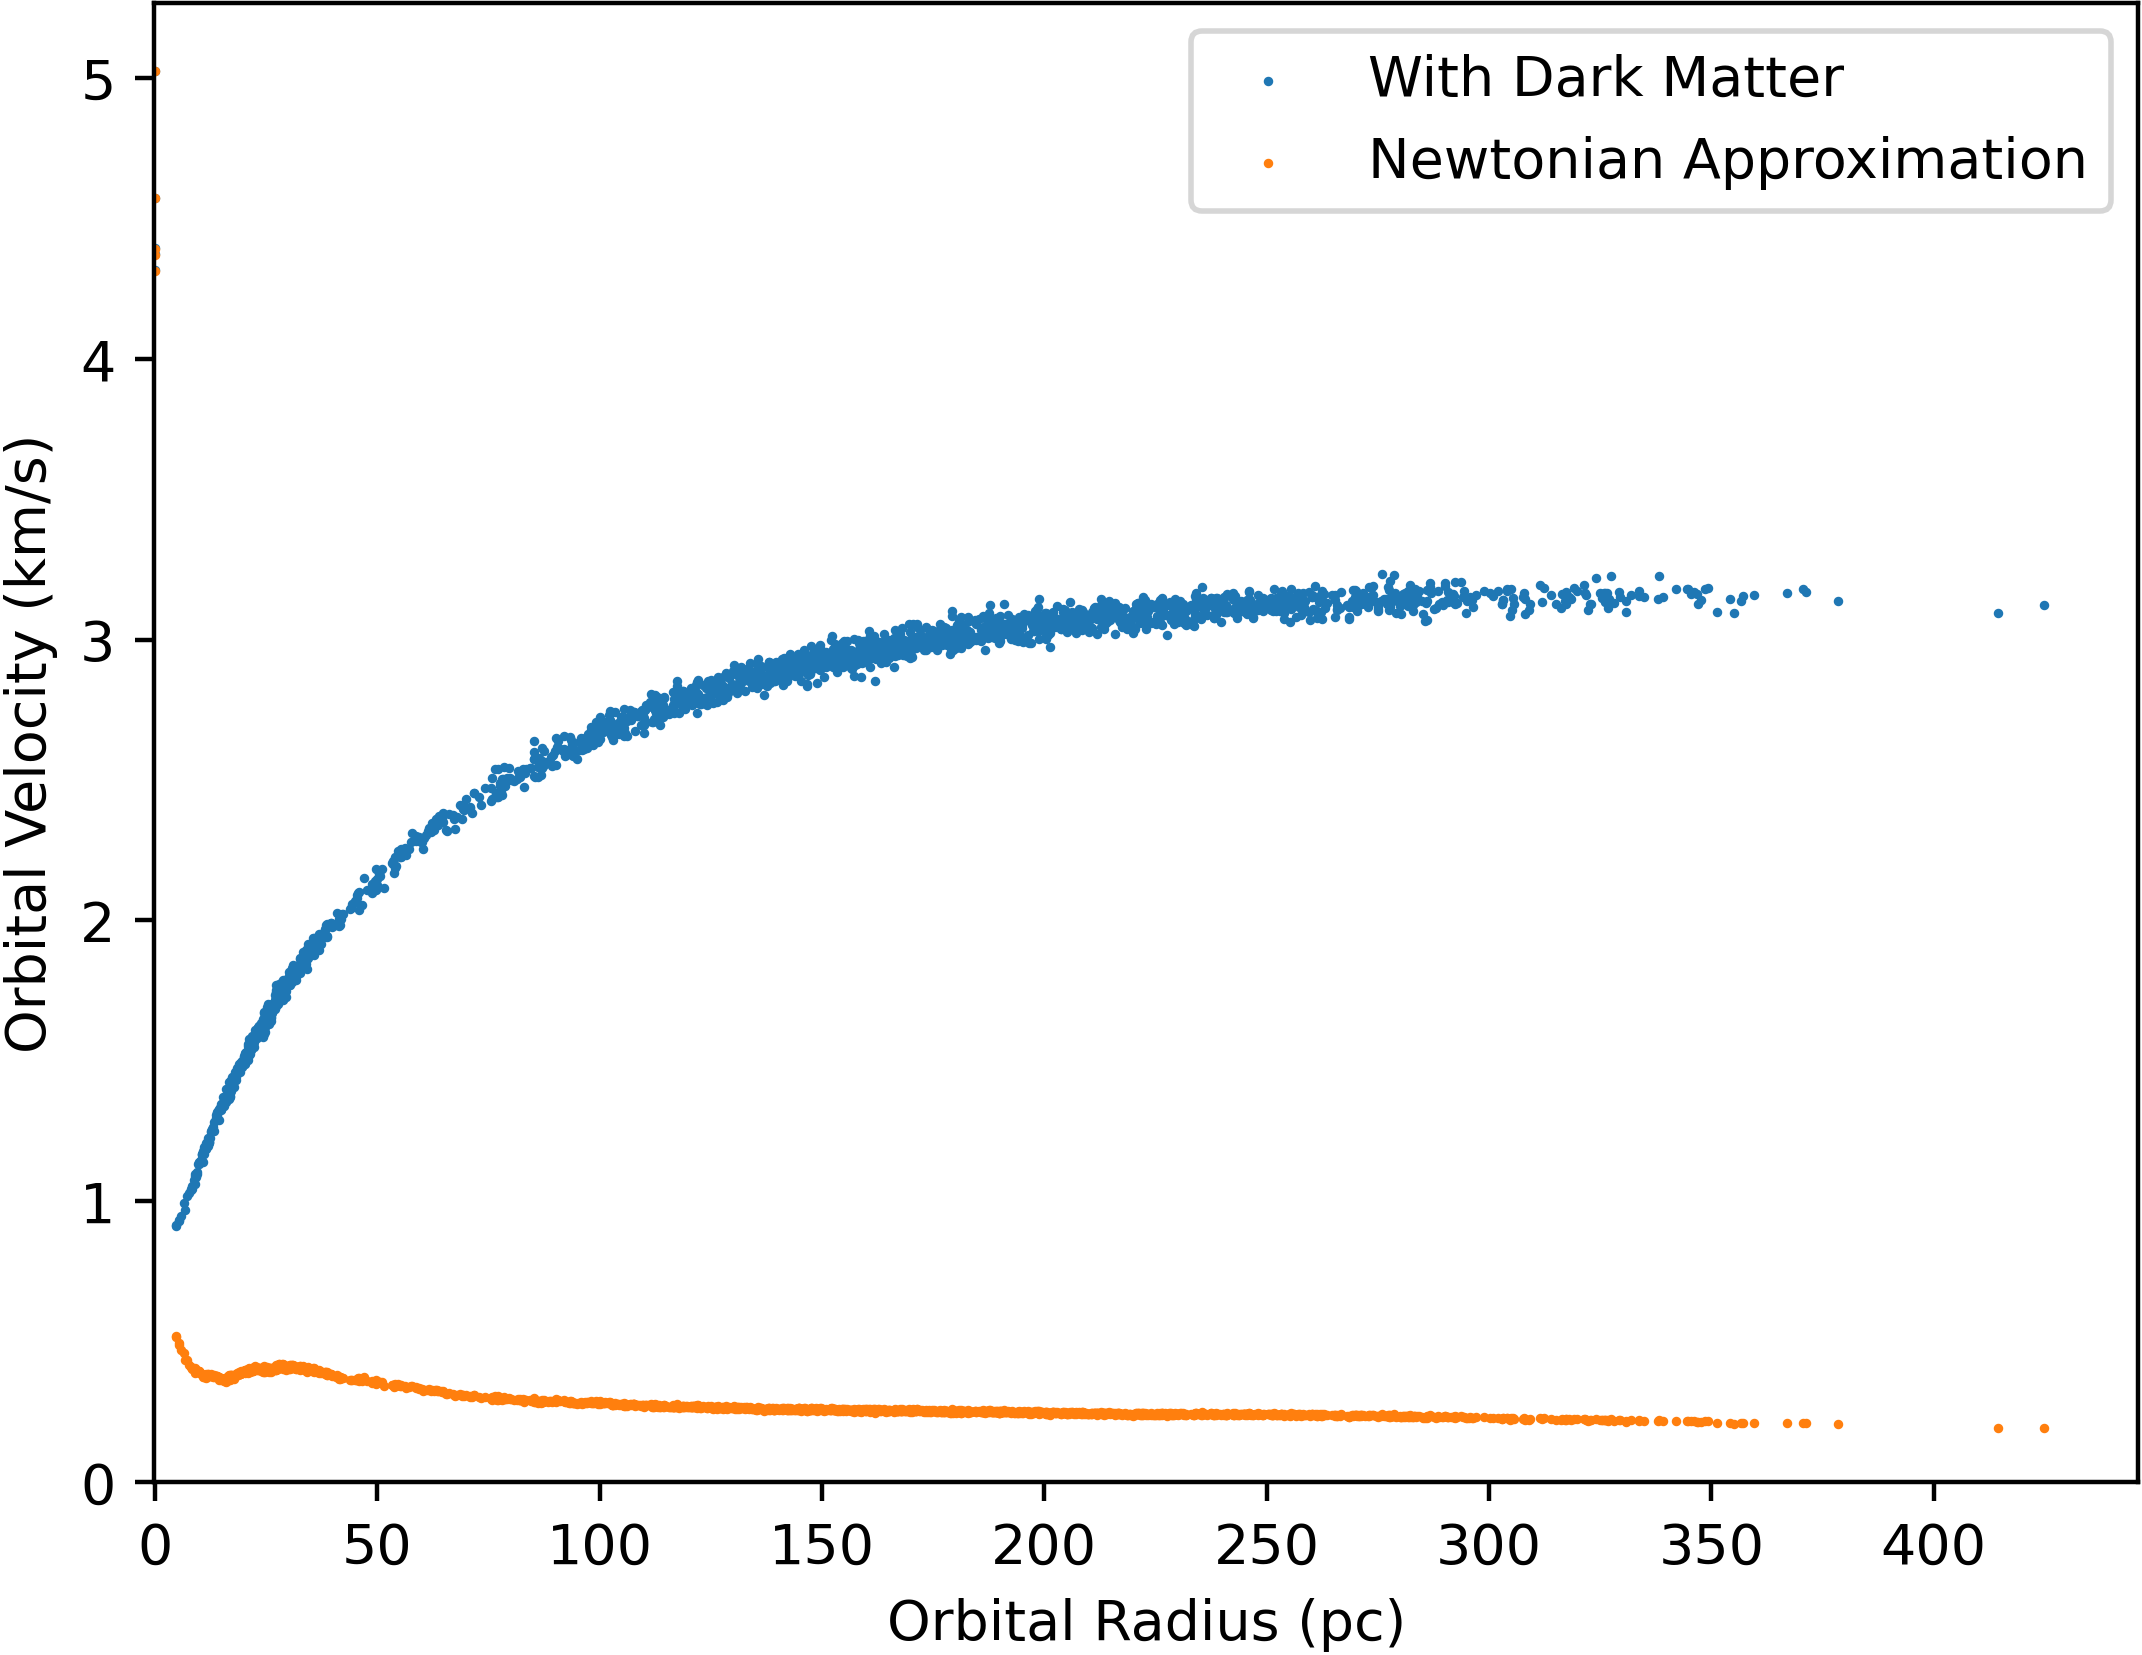 With Dark Matter
Newtonian Approximation
Orbital Velocity (km/s)
5
4
3
2
1
0
0 50 100 150 200 250 300 350 400
Orbital Radius (pc)